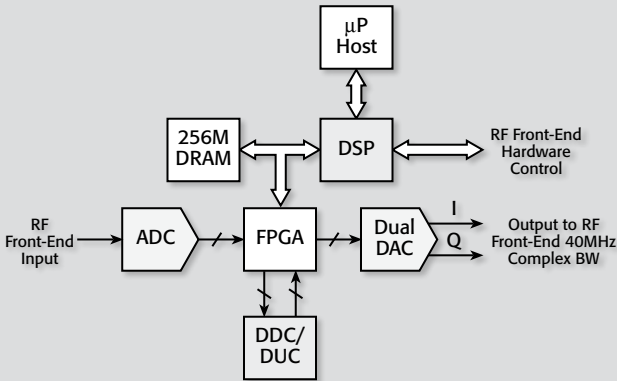 μP
Host
256M
DRAM
DSP
RF Front-End
Hardware
Control
RF
Front-End
Input
ADC
FPGA
Dual
DAC
I
Q
Output to RF
Front-End 40MHz
Complex BW
DDC/
DUC